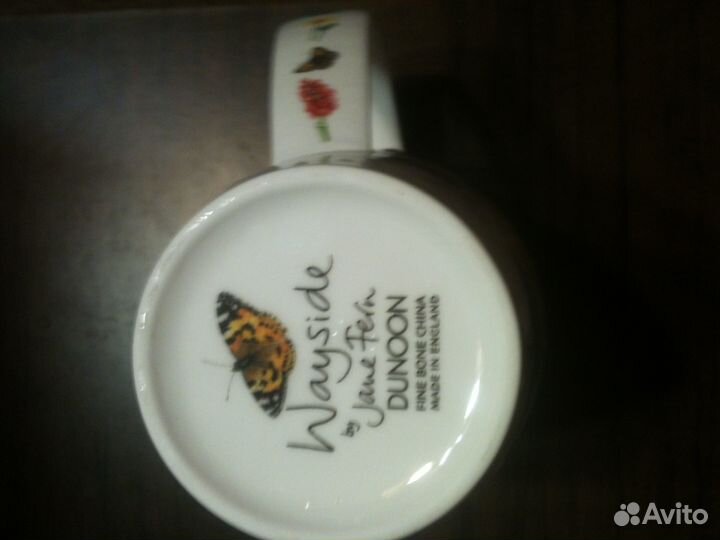 Wayside
by Jane Fern
DUNOON
FINE BONE CHINA
MADE IN ENGLAND
Avito